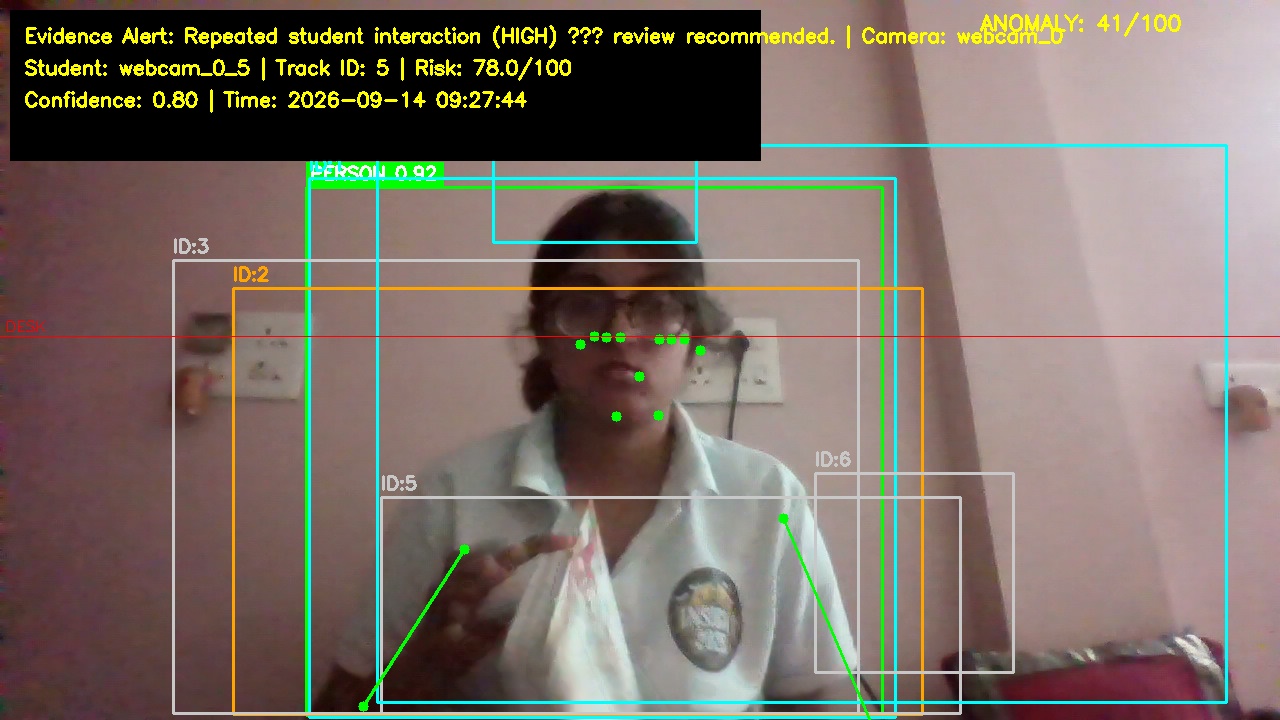 Evidence Alert: Repeated student interaction (HIGH) ??? review recommended. | Camera: webcam_0
ANOMALY: 41/100
Student: webcam_0_5 | Track ID: 5 | Risk: 78.0/100
Confidence: 0.80 | Time: 2026-09-14 09:27:44
PERSON 0.92
ID:3
ID:2
DESK
ID:6
ID:5